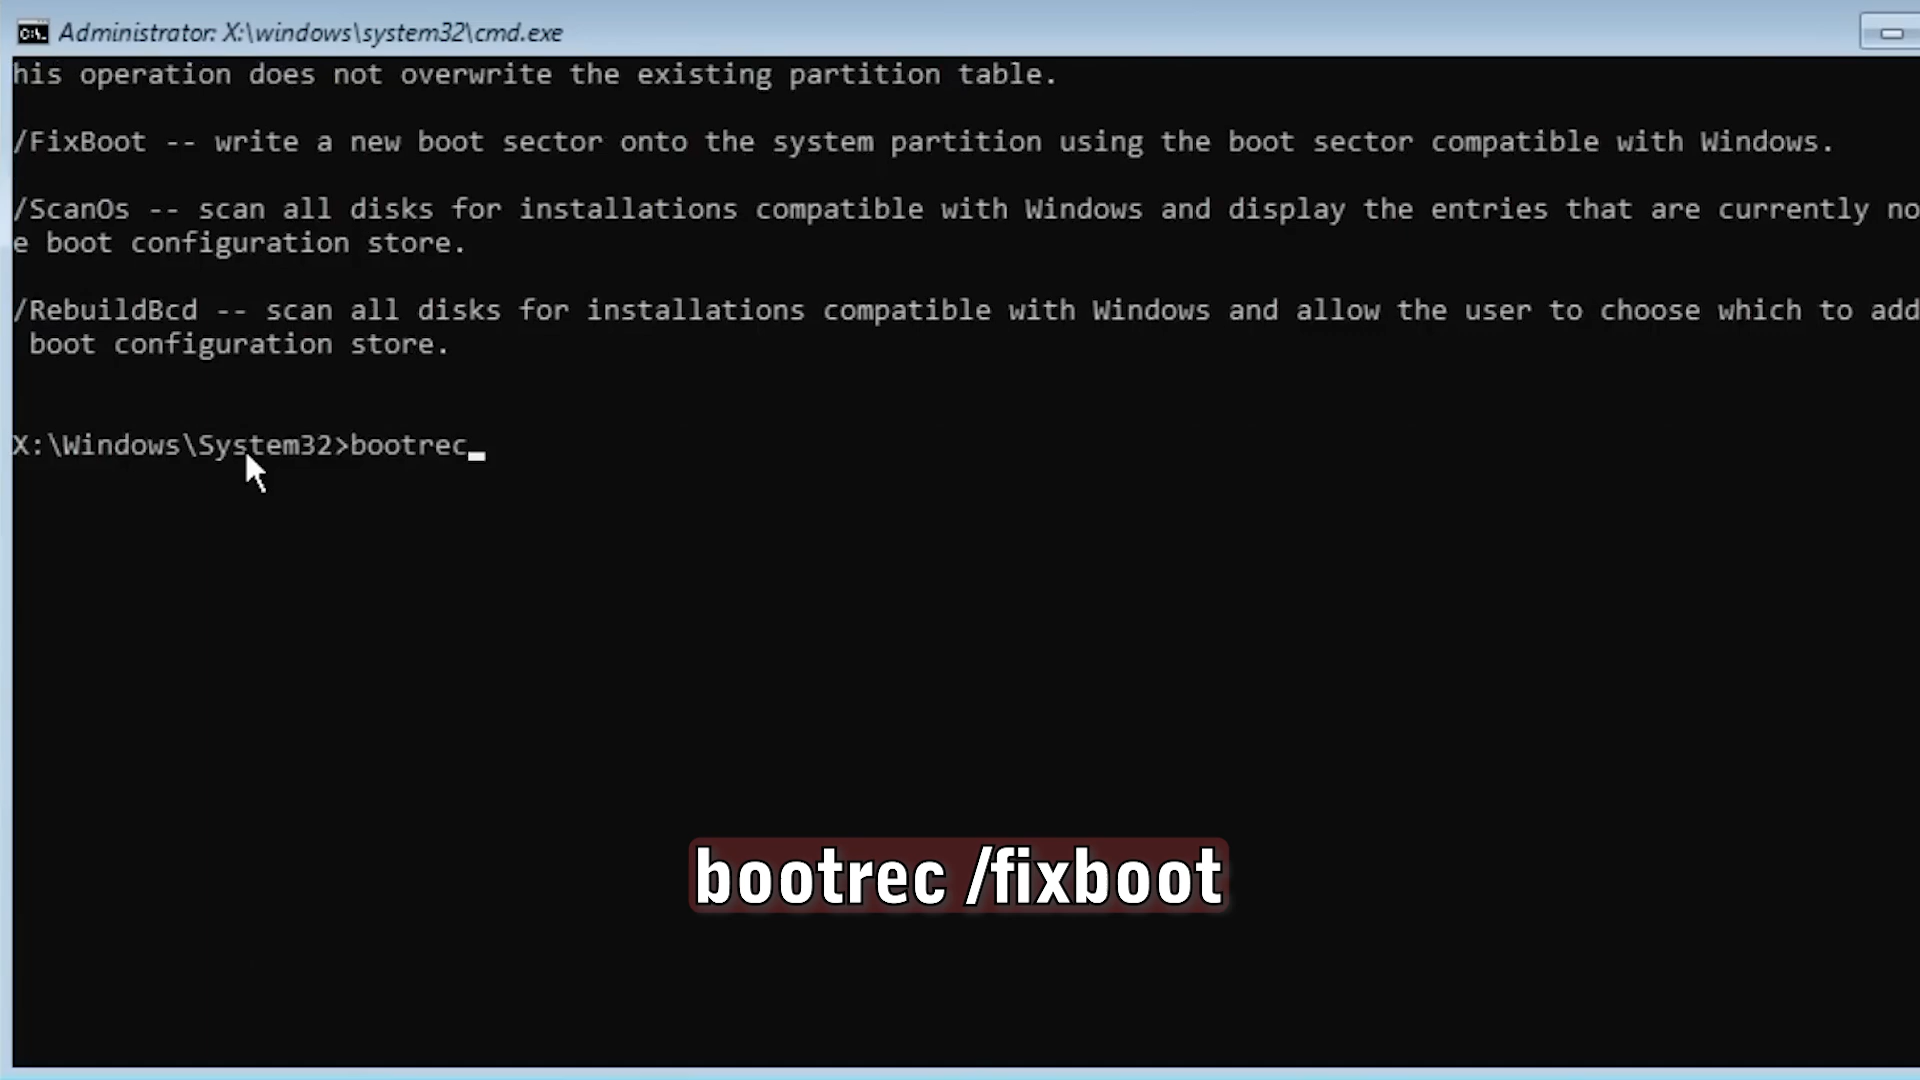 Administrator: X:\windows\system32\cmd.exe
his operation does not overwrite the existing partition table.
/FixBoot -- write a new boot sector onto the system partition using the boot sector compatible with Windows.
/ScanOs -- scan all disks for installations compatible with Windows and display the entries that are currently no
e boot configuration store.
/RebuildBcd -- scan all disks for installations compatible with Windows and allow the user to choose which to add
boot configuration store.
X:\Windows\System32>bootrec_
bootrec /fixboot